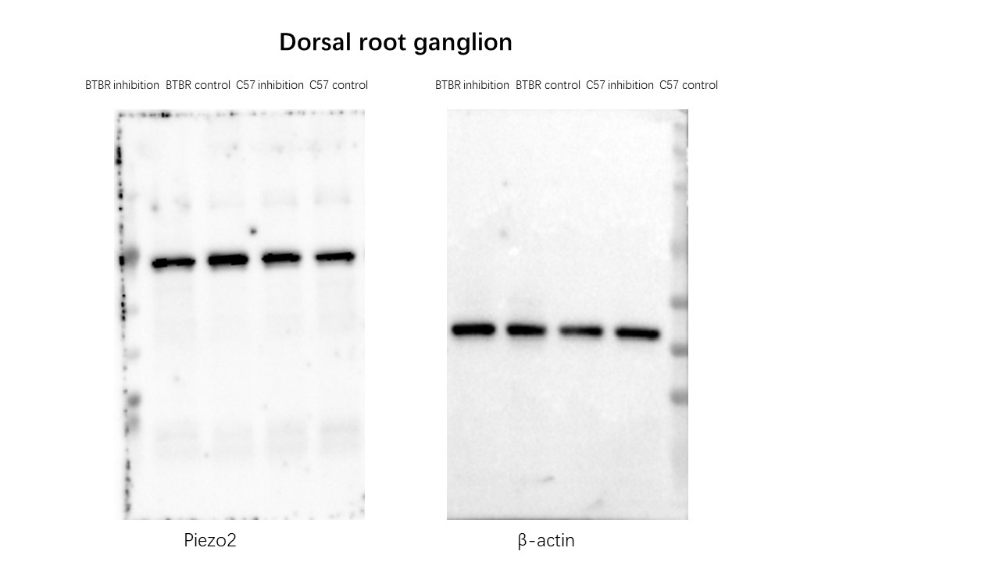 Dorsal root ganglion
BTBR inhibition BTBR control C57 inhibition C57 control
BTBR inhibition BTBR control C57 inhibition C57 control
Piezo2
β-actin